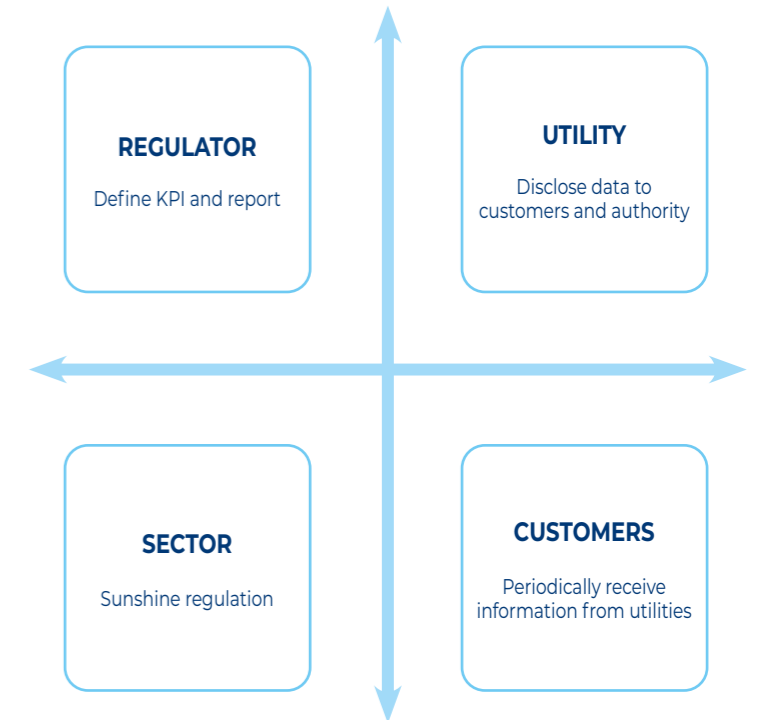 REGULATOR
Define KPI and report
UTILITY
Disclose data to
customers and authority
SECTOR
Sunshine regulation
CUSTOMERS
Periodically receive
information from utilities